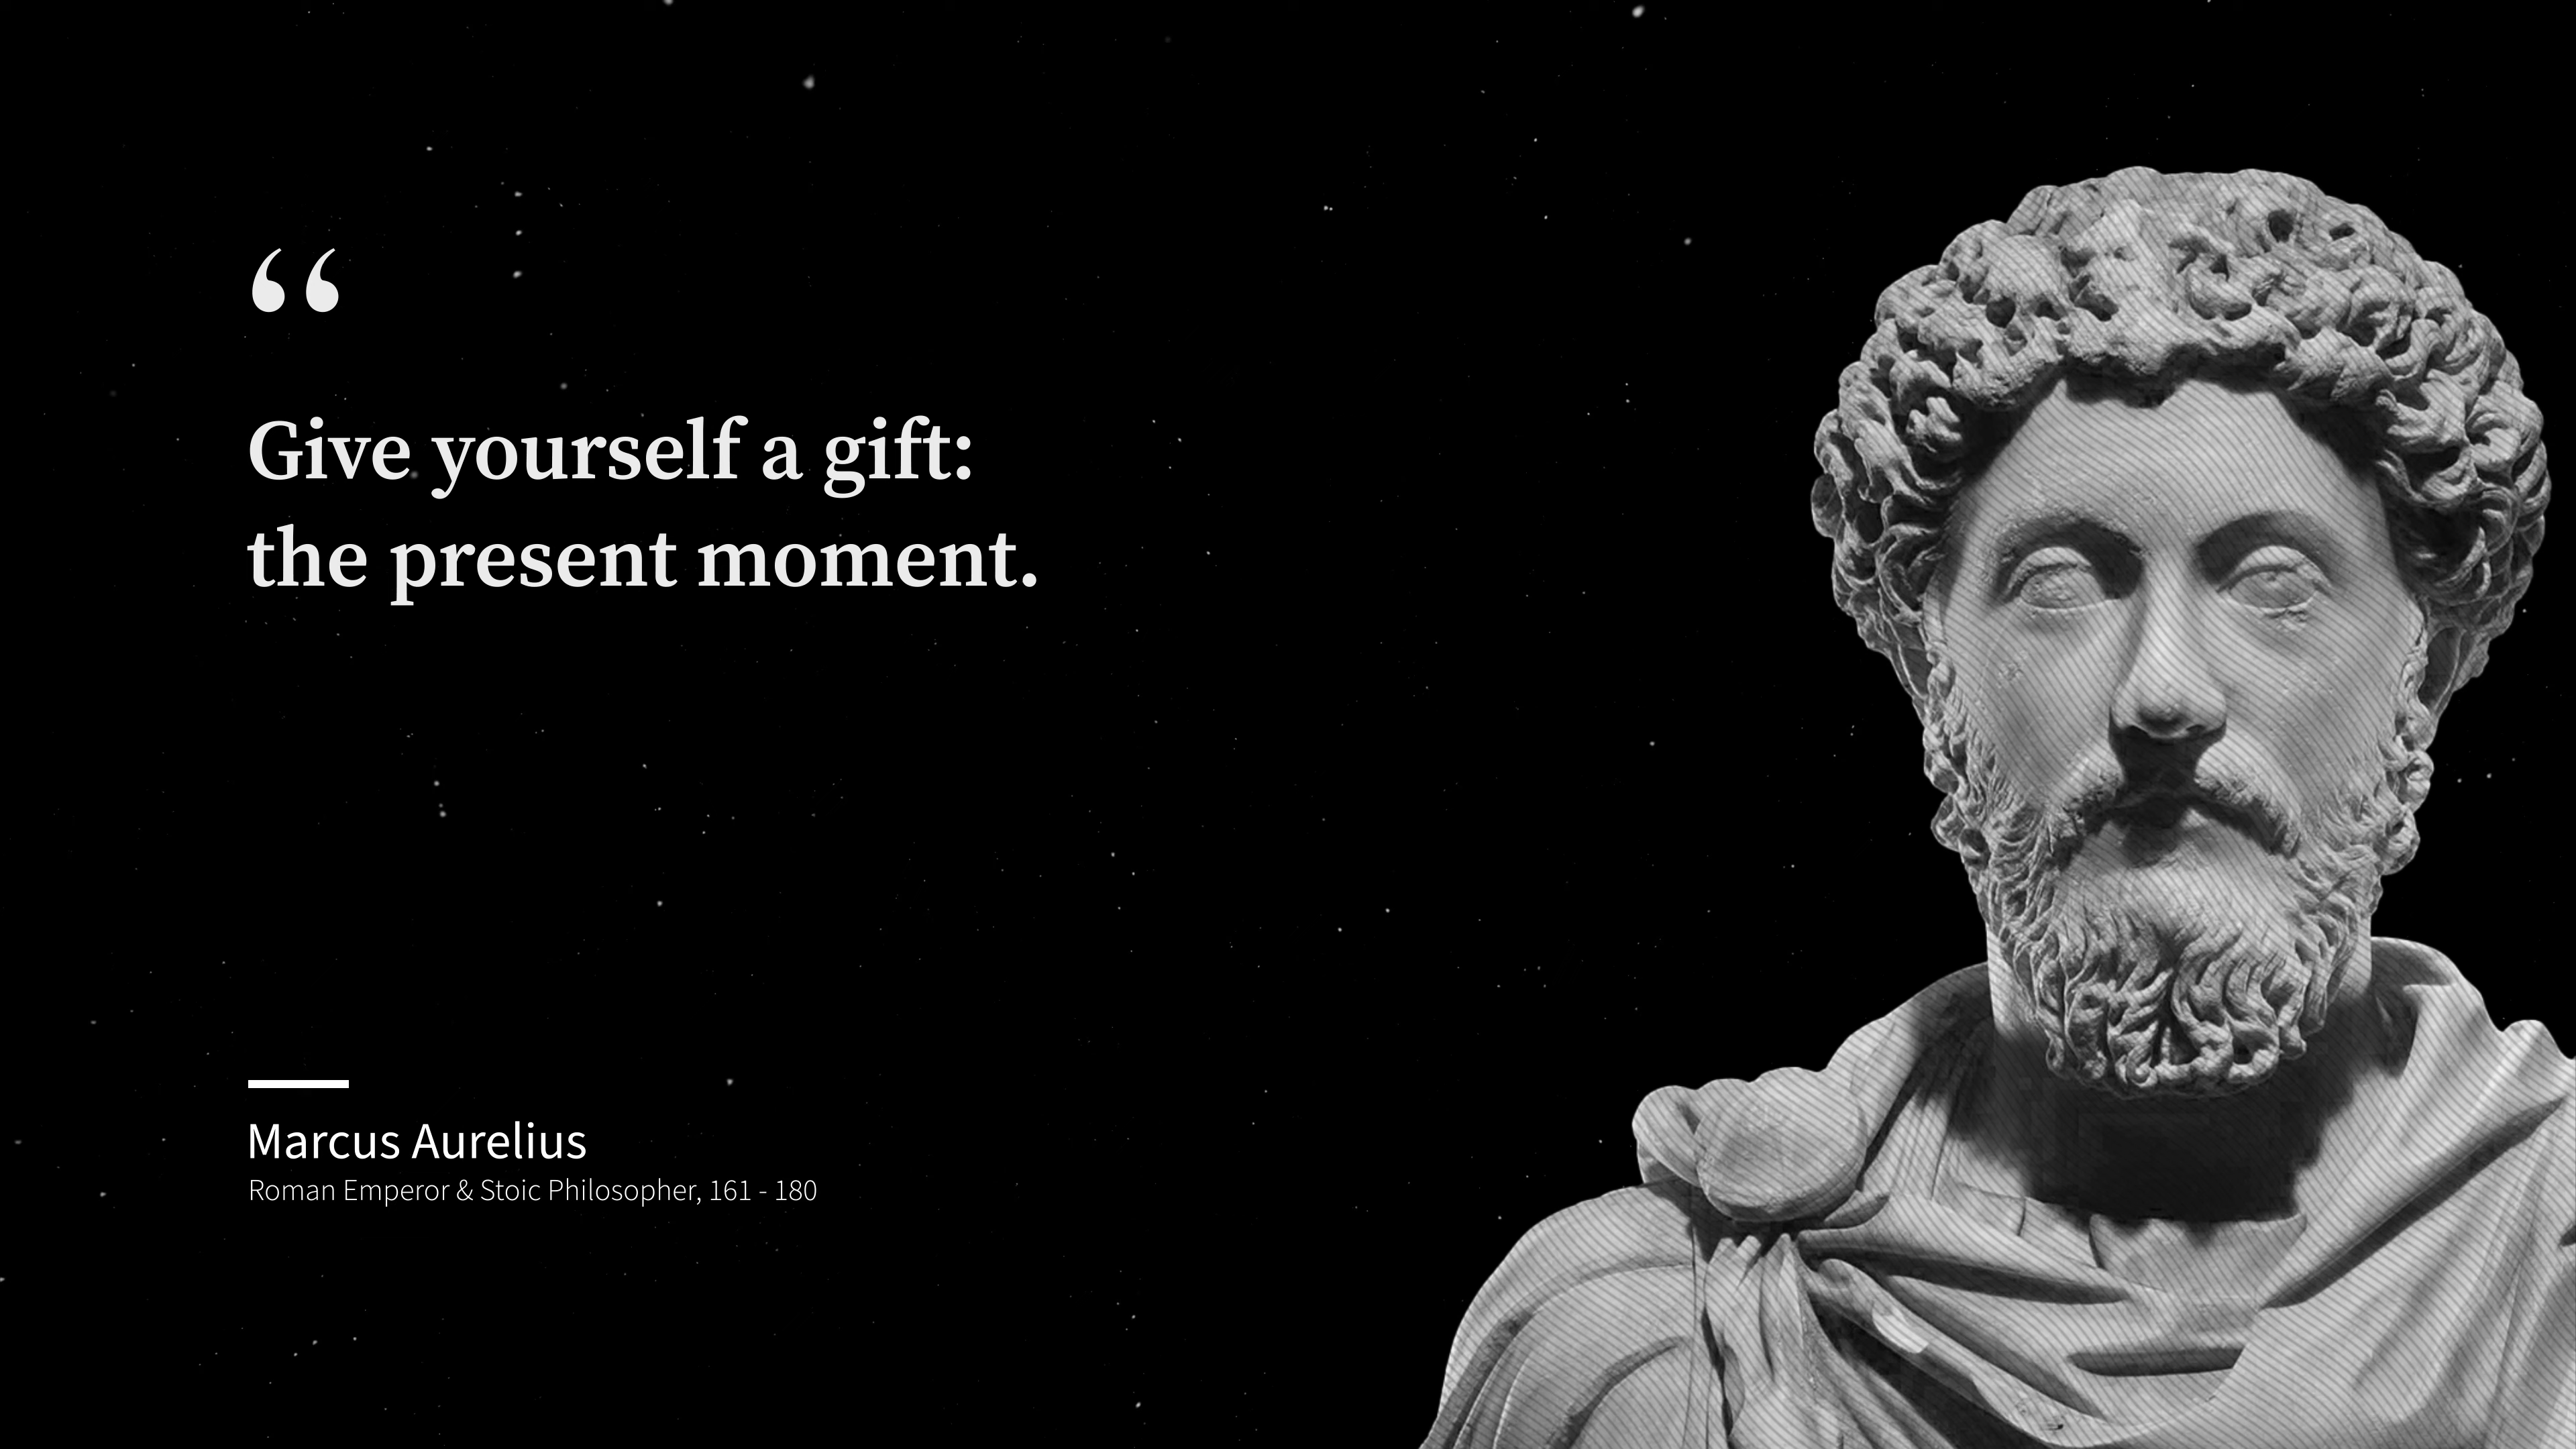 “
Give yourself a gift:
the present moment.
Marcus Aurelius
Roman Emperor & Stoic Philosopher, 161 - 180